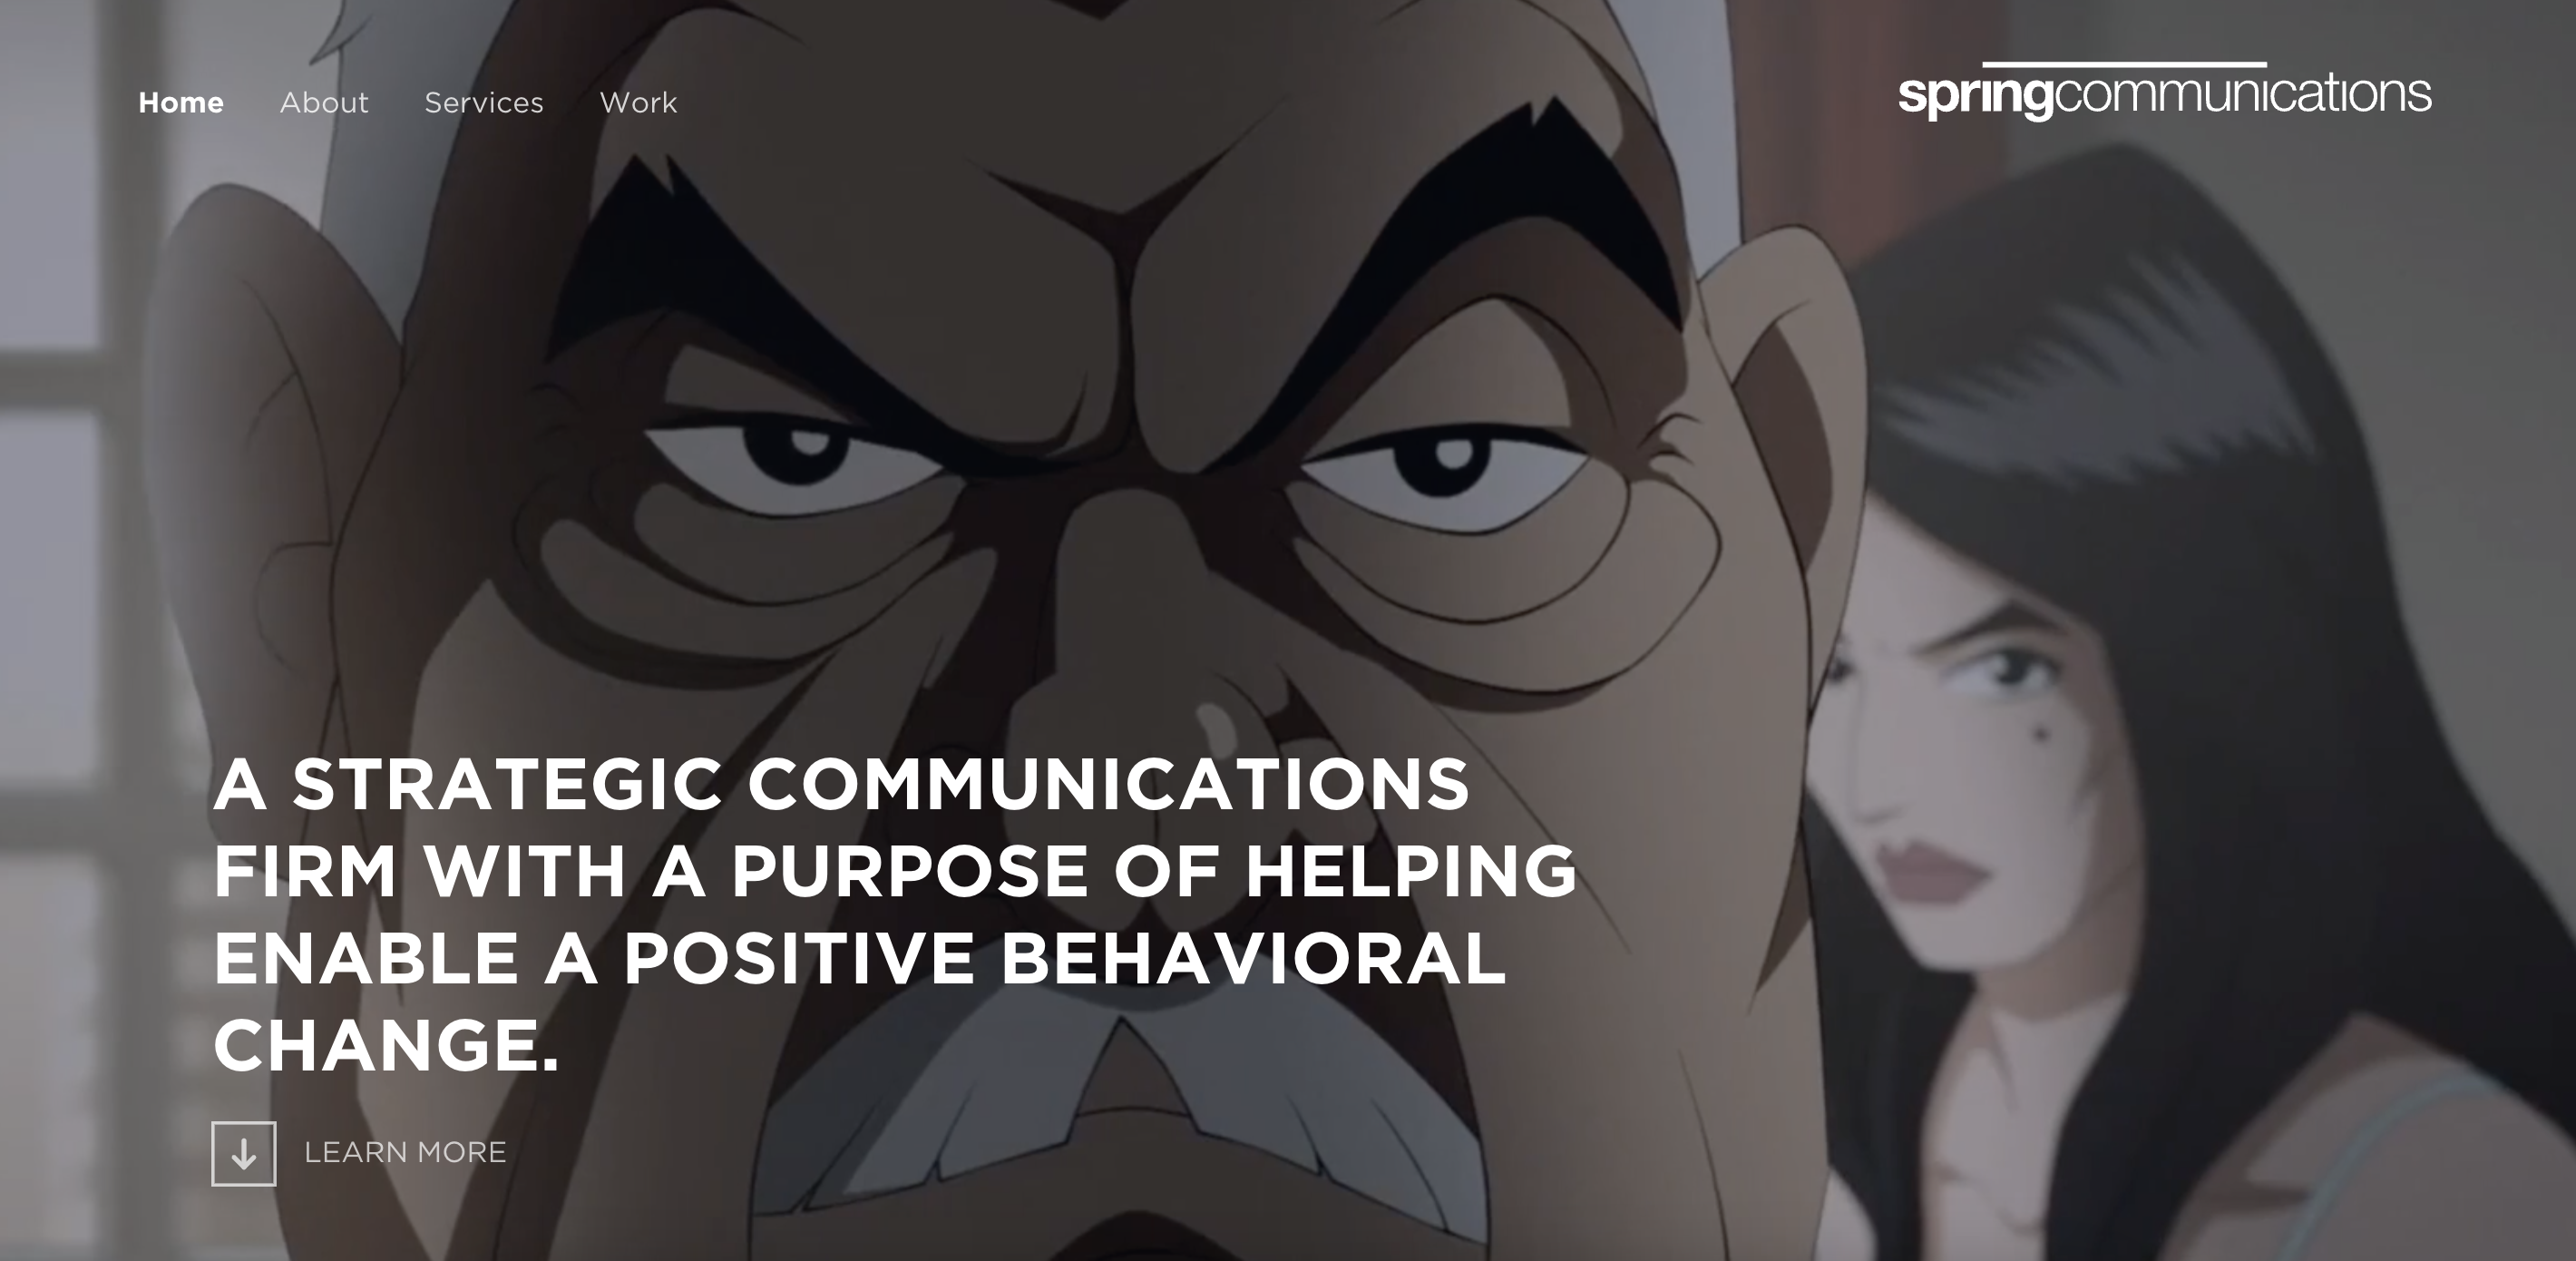 Home About Services Work
springcommunications
A STRATEGIC COMMUNICATIONS
FIRM WITH A PURPOSE OF HELPING
ENABLE A POSITIVE BEHAVIORAL
CHANGE.
LEARN MORE